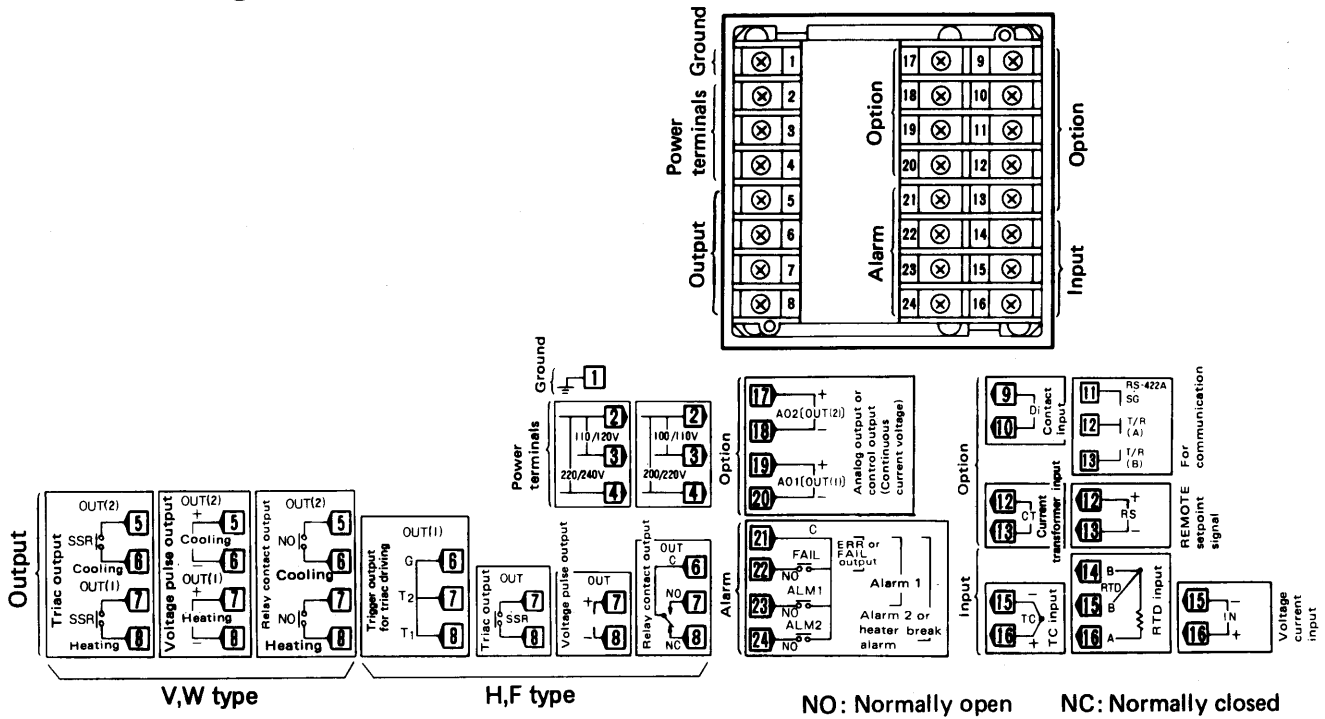 Ground
Power terminals
Output
1
2
3
4
5
6
7
8
Option
Alarm
17 9
18 10
19 11
20 12
21 13
22 14
23 15
24 16
Option
Input
Ground
1
Power terminals
2
110/120V
3
220/240V
4
2
100/110V
3
200/220V
4
Option
17 +
AO2(OUT(2))
18 −
19 +
AO1(OUT(1))
20 −
Analog output or
control output
(Continuous
current voltage)
Alarm
21 C
22 FAIL
NO
23 ALM1
NO
24 ALM2
NO
ERR or
FAIL
output
Alarm 1
Alarm 2 or
heater break
alarm
Option
9
10
Di
Contact
input
11 RS-422A
SG
12 T/R
(A)
13 T/R
(B)
For
communication
12
13
CT
Current
transformer input
12 +
RS
13 −
REMOTE
setpoint
signal
Input
15 −
TC
16 +
TC input
14 B
RTD
15 B
16 A
RTD input
15 −
IN
16 +
Voltage
current
input
Output
Triac output
OUT(2)
5
SSR
6
Cooling
OUT(1)
7
SSR
8
Heating
Voltage pulse output
OUT(2)
+ 5
Cooling
− 6
OUT(1)
+ 7
Heating
− 8
Relay contact output
OUT(2)
5
NO
6
Cooling
7
NO
8
Heating
V,W type
Trigger output
for triac driving
OUT(1)
G 6
T2 7
T1 8
Triac output
OUT
7
SSR
8
Voltage pulse output
OUT
+ 7
− 8
Relay contact output
OUT
C 6
NO 7
NC 8
H,F type
NO: Normally open NC: Normally closed